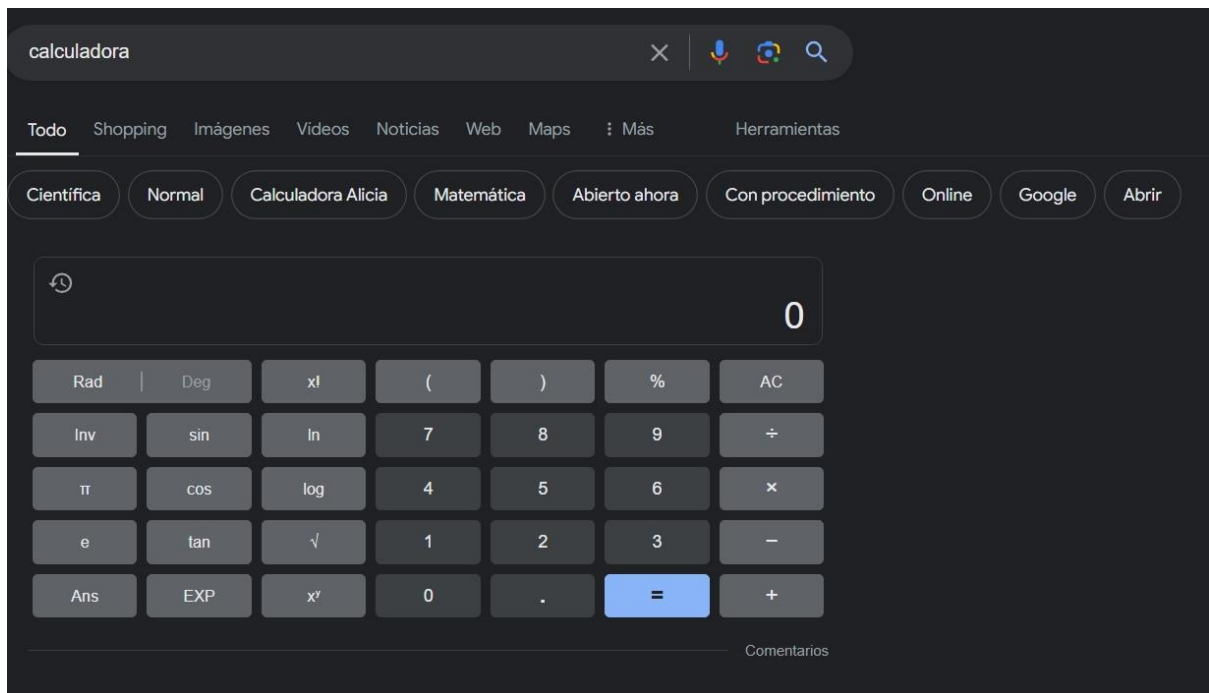 calculadora
Todo Shopping Imágenes Vídeos Noticias Web Maps Más Herramientas
Científica Normal Calculadora Alicia Matemática Abierto ahora Con procedimiento Online Google Abrir
0
Rad | Deg x! ( ) % AC
Inv sin ln 7 8 9 ÷
π cos log 4 5 6 ×
e tan √ 1 2 3 −
Ans EXP xʸ 0 . = +
Comentarios